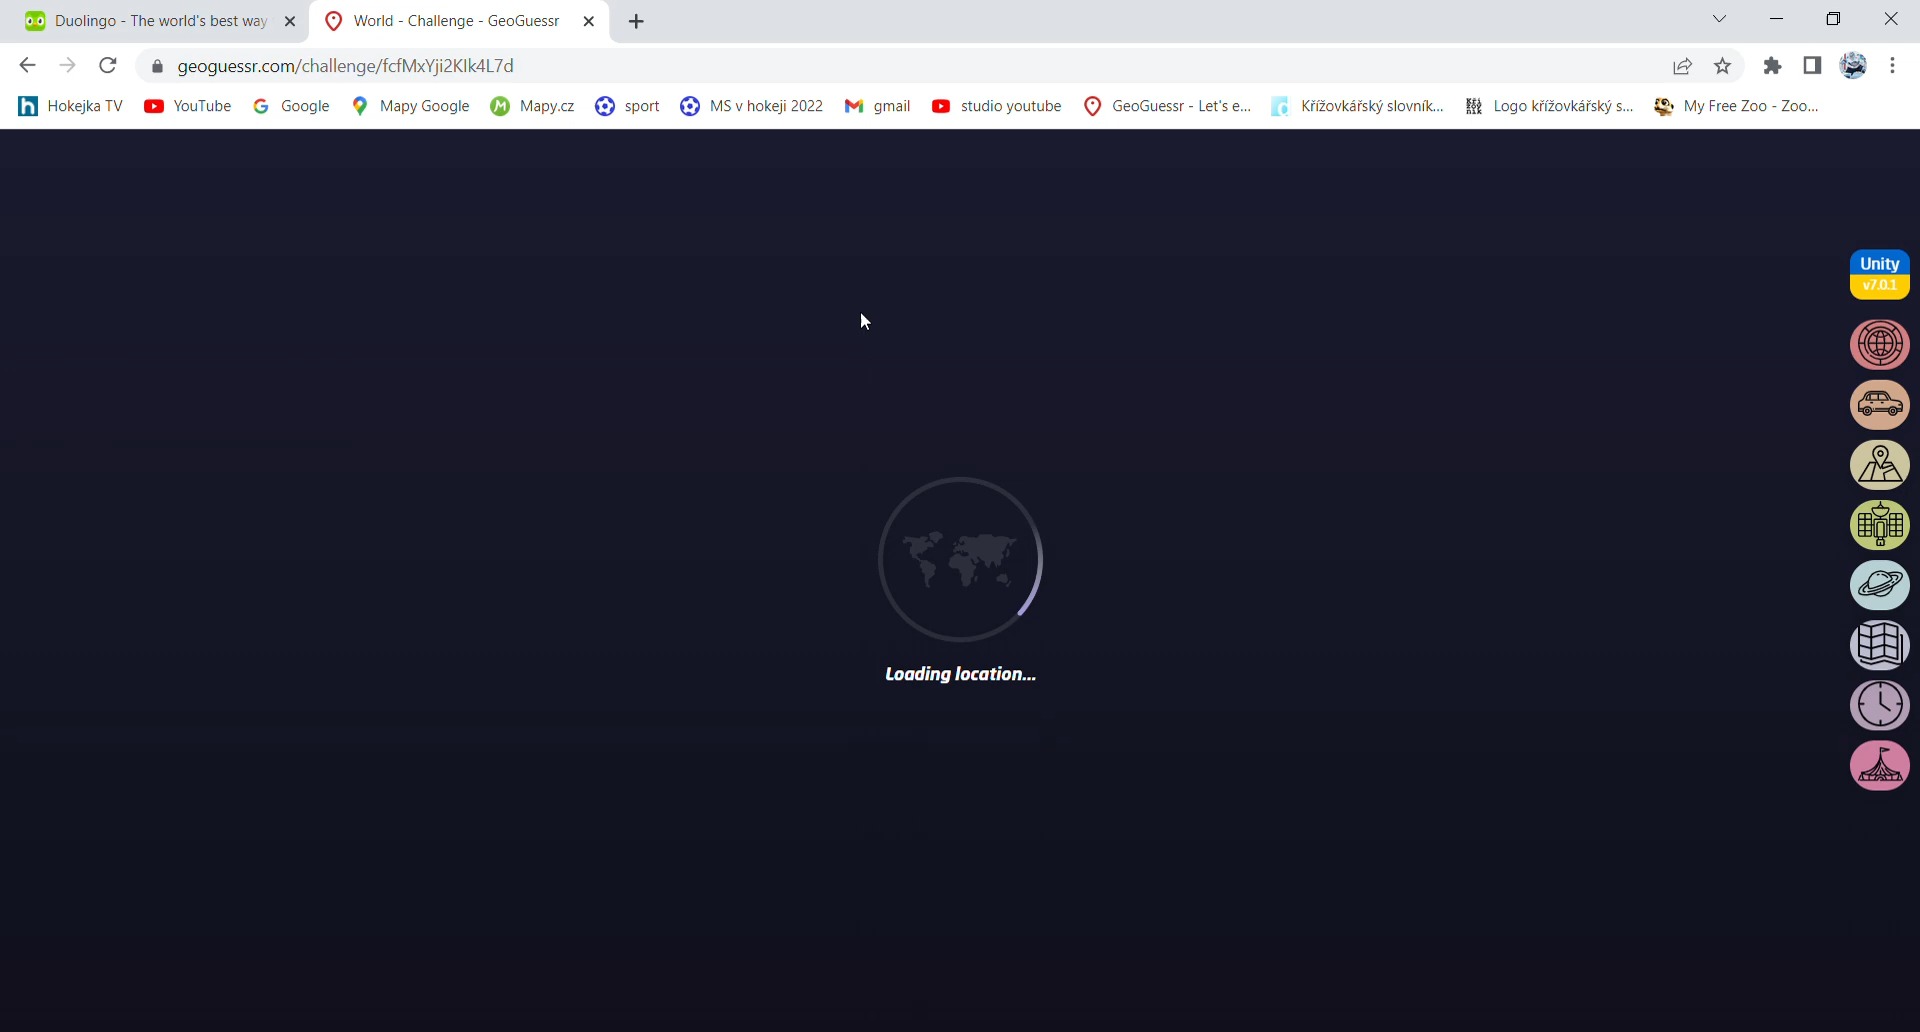 Duolingo - The world's best way
World - Challenge - GeoGuessr
geoguessr.com/challenge/fcfMxYji2KIk4L7d
Hokejka TV YouTube Google Mapy Google Mapy.cz sport MS v hokeji 2022 gmail studio youtube GeoGuessr - Let's e... Křížovkářský slovník... Logo křížovkářský s... My Free Zoo - Zoo...
Unity
v7.0.1
Loading location...